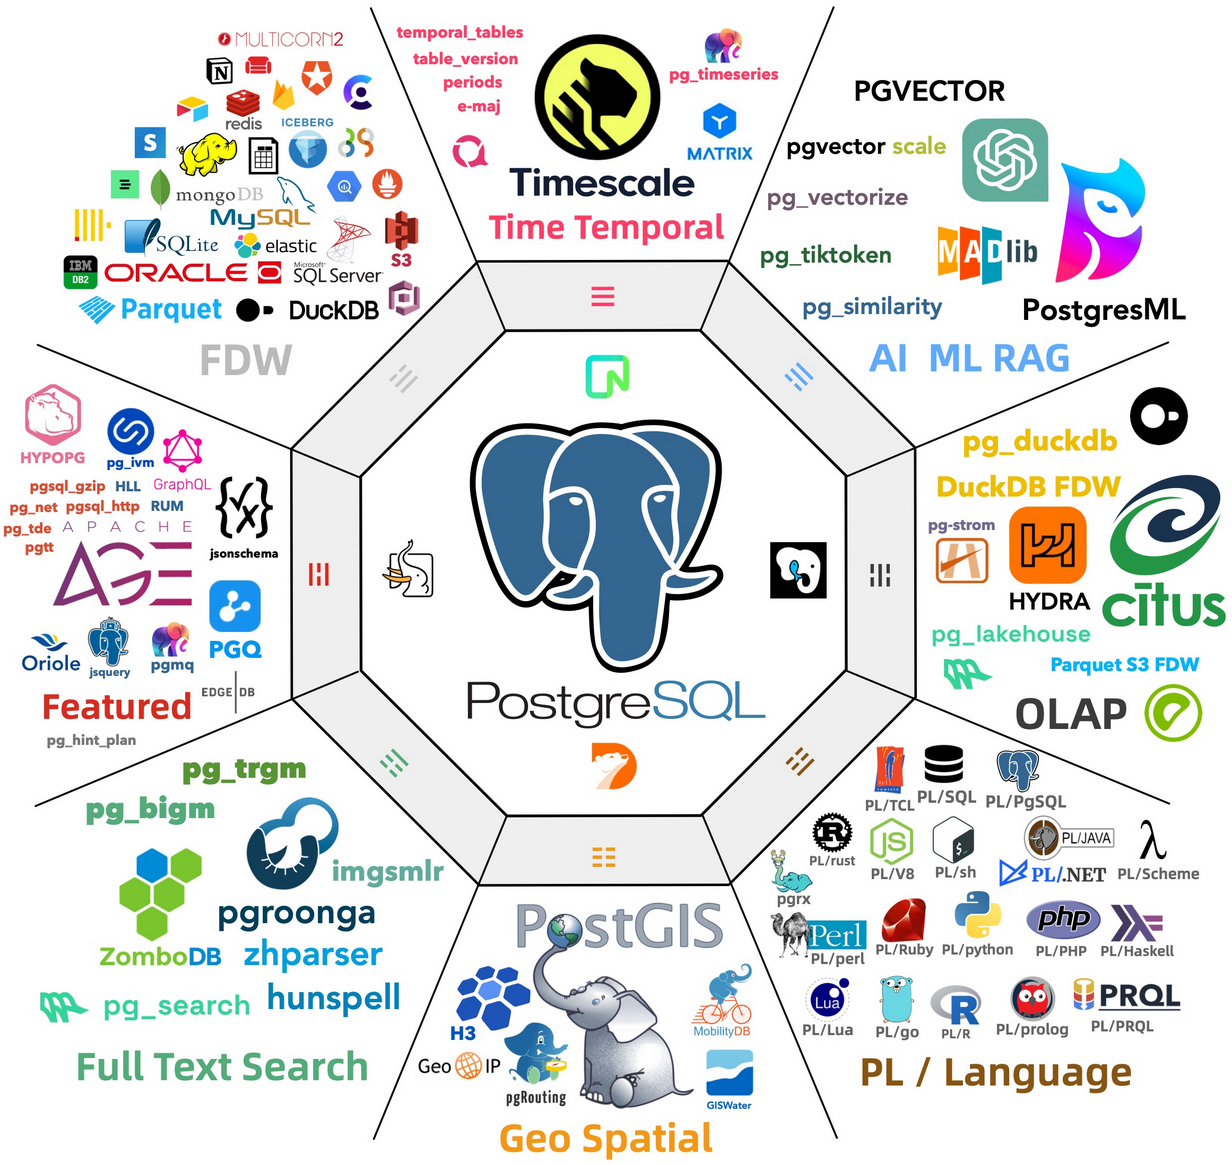 MULTICORN2
redis
ICEBERG
mongoDB
MySQL
SQLite
elastic
S3
IBM
DB2
ORACLE
Microsoft
SQL Server
Parquet
DuckDB
FDW
temporal_tables
table_version
periods
e-maj
pg_timeseries
MATRIX
Timescale
Time Temporal
PGVECTOR
pgvector scale
pg_vectorize
pg_tiktoken
MADlib
pg_similarity
PostgresML
AI ML RAG
HYPOPG
pg_ivm
GraphQL
pgsql_gzip
HLL
pg_net
pgsql_http
RUM
pg_tde
pgtt
jsonschema
APACHE
AGE
PGQ
Oriole
jsquery
pgmq
EDGE DB
Featured
pg_hint_plan
PostgreSQL
pg_duckdb
DuckDB FDW
pg-strom
HYDRA
cītus
pg_lakehouse
Parquet S3 FDW
OLAP
pg_trgm
pg_bigm
imgsmlr
pgroonga
ZomboDB
zhparser
pg_search
hunspell
Full Text Search
PostGIS
H3
MobilityDB
Geo IP
pgRouting
GISWater
Geo Spatial
PL/TCL
PL/SQL
PL/PgSQL
PL/rust
JS
PL/V8
$_
PL/sh
PL/JAVA
PL/.NET
λ
PL/Scheme
pgrx
Perl
PL/perl
PL/Ruby
PL/python
php
PL/PHP
PL/Haskell
Lua
PL/Lua
PL/go
R
PL/R
PL/prolog
PRQL
PL/PRQL
PL / Language